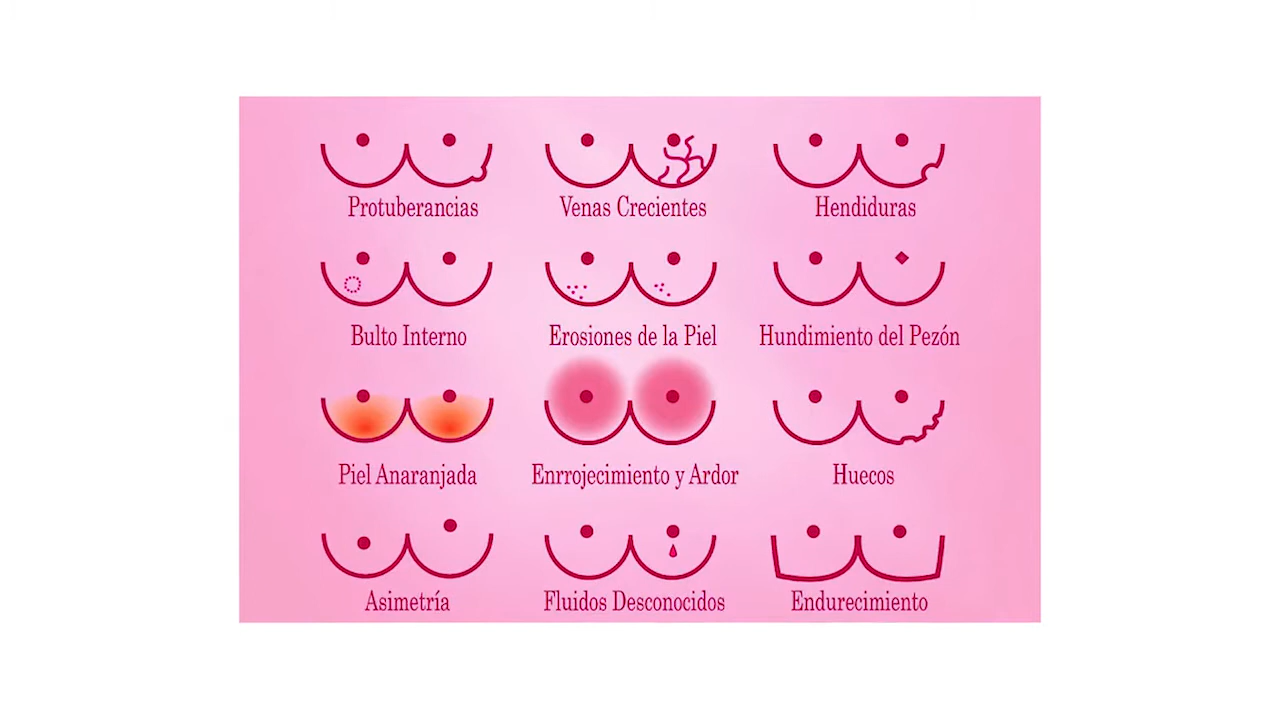 Protuberancias
Venas Crecientes
Hendiduras
Bulto Interno
Erosiones de la Piel
Hundimiento del Pezón
Piel Anaranjada
Enrrojecimiento y Ardor
Huecos
Asimetría
Fluidos Desconocidos
Endurecimiento